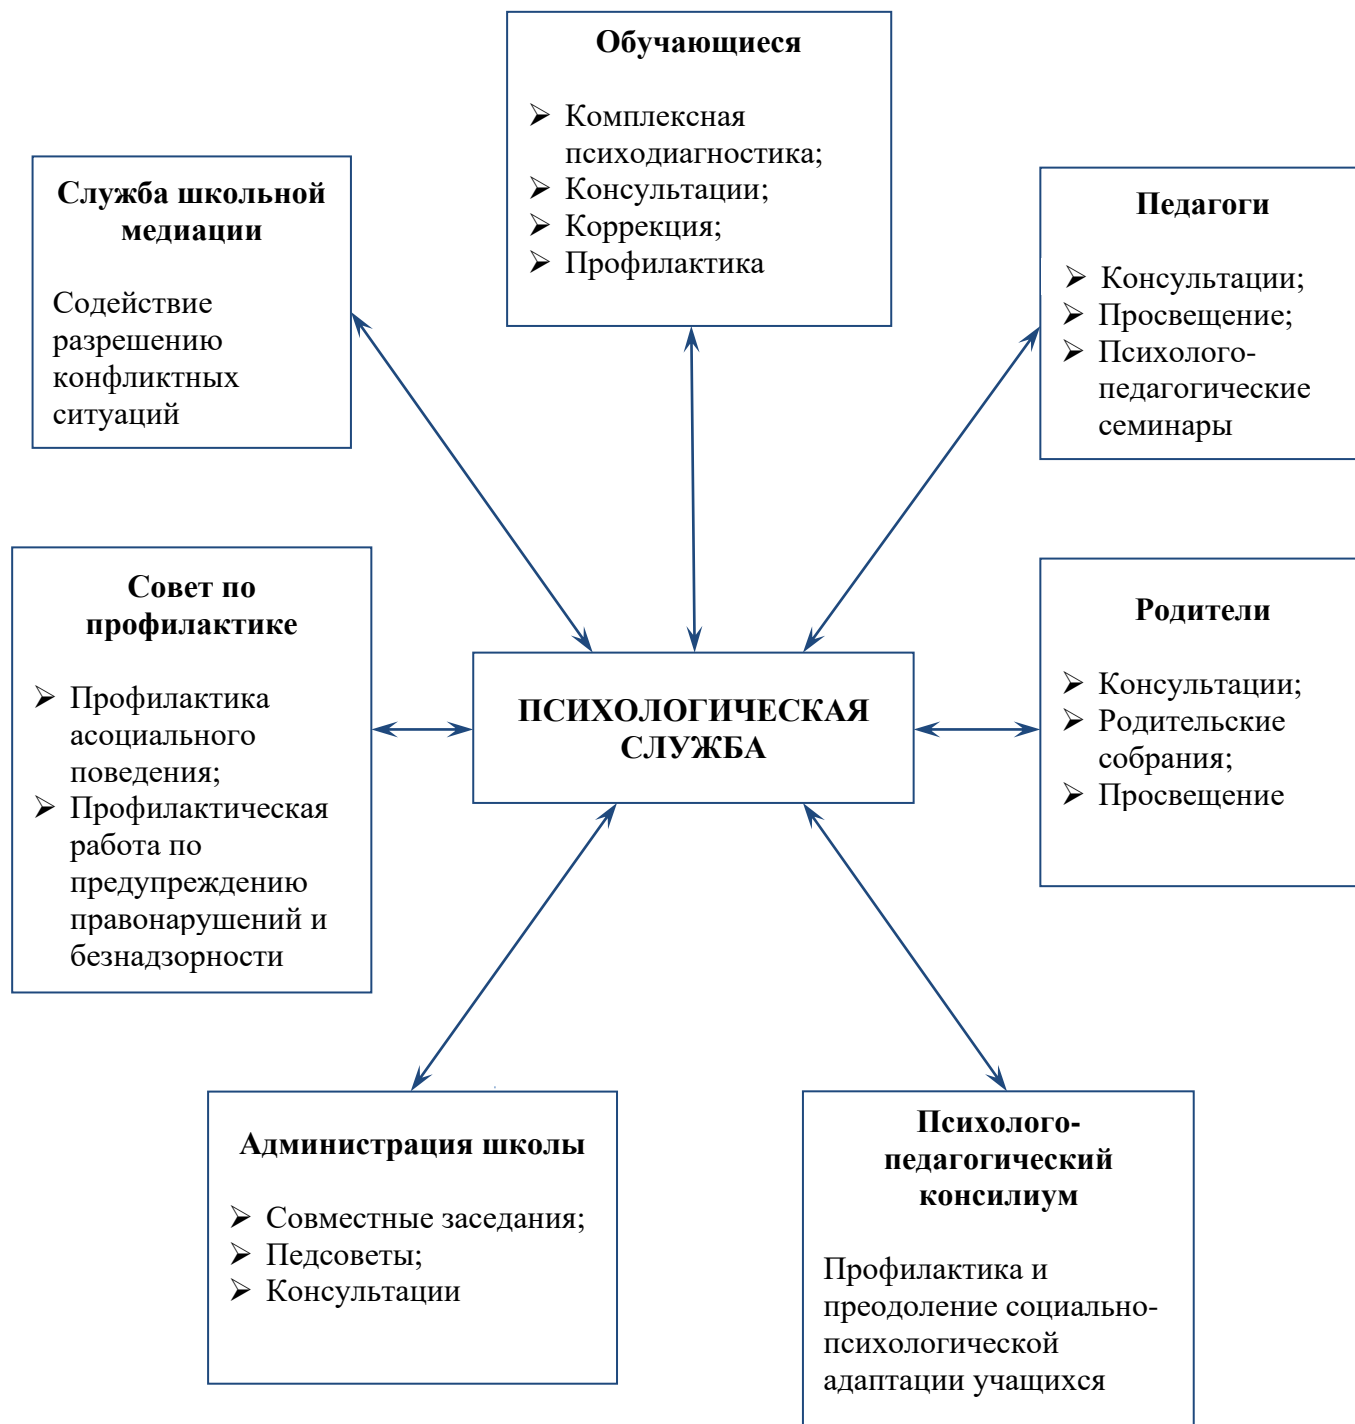 Обучающиеся
➢ Комплексная
психодиагностика;
➢ Консультации;
➢ Коррекция;
➢ Профилактика
Служба школьной
медиации
Содействие
разрешению
конфликтных
ситуаций
Педагоги
➢ Консультации;
➢ Просвещение;
➢ Психолого-
педагогические
семинары
Совет по
профилактике
➢ Профилактика
асоциального
поведения;
➢ Профилактическая
работа по
предупреждению
правонарушений и
безнадзорности
ПСИХОЛОГИЧЕСКАЯ
СЛУЖБА
Родители
➢ Консультации;
➢ Родительские
собрания;
➢ Просвещение
Администрация школы
➢ Совместные заседания;
➢ Педсоветы;
➢ Консультации
Психолого-
педагогический
консилиум
Профилактика и
преодоление социально-
психологической
адаптации учащихся